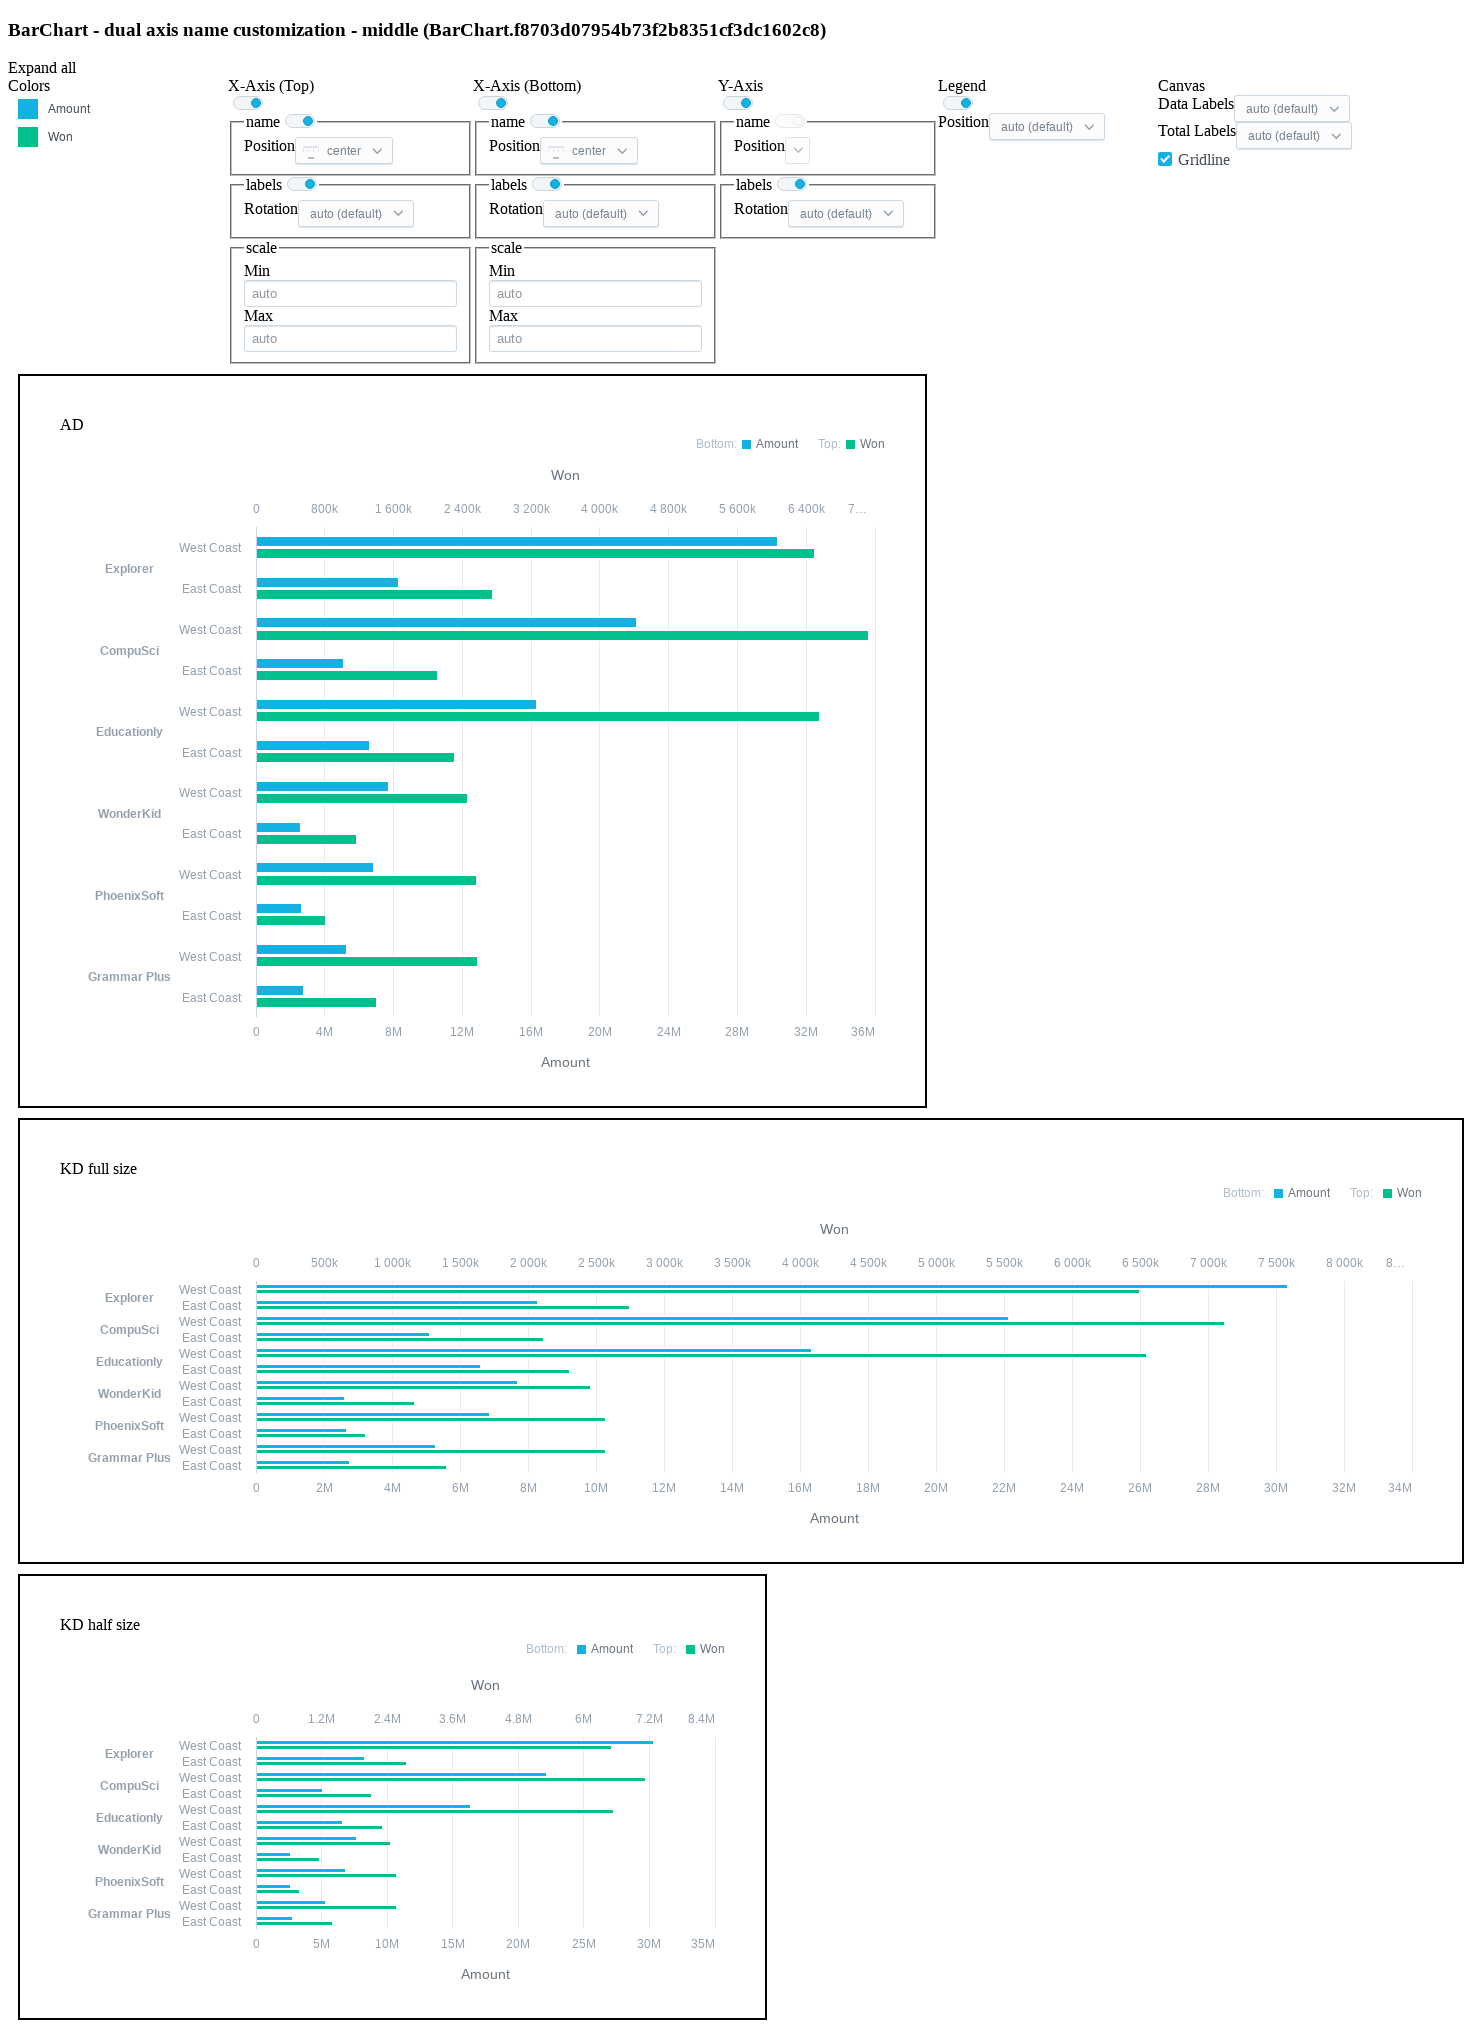 BarChart - dual axis name customization - middle (BarChart.f8703d07954b73f2b8351cf3dc1602c8)
Expand all
Colors
Amount
Won
X-Axis (Top)
name
Position center
labels
Rotation auto (default)
scale
Min
auto
Max
auto
X-Axis (Bottom)
name
Position center
labels
Rotation auto (default)
scale
Min
auto
Max
auto
Y-Axis
name
Position
labels
Rotation auto (default)
Legend
Position auto (default)
Canvas
Data Labels auto (default)
Total Labels auto (default)
Gridline
AD
Bottom: Amount Top: Won
Won
0 800k 1 600k 2 400k 3 200k 4 000k 4 800k 5 600k 6 400k 7…
West Coast
Explorer
East Coast
West Coast
CompuSci
East Coast
West Coast
Educationly
East Coast
West Coast
WonderKid
East Coast
West Coast
PhoenixSoft
East Coast
West Coast
Grammar Plus
East Coast
0 4M 8M 12M 16M 20M 24M 28M 32M 36M
Amount
KD full size
Bottom: Amount Top: Won
Won
0 500k 1 000k 1 500k 2 000k 2 500k 3 000k 3 500k 4 000k 4 500k 5 000k 5 500k 6 000k 6 500k 7 000k 7 500k 8 000k 8…
West Coast
Explorer
East Coast
West Coast
CompuSci
East Coast
West Coast
Educationly
East Coast
West Coast
WonderKid
East Coast
West Coast
PhoenixSoft
East Coast
West Coast
Grammar Plus
East Coast
0 2M 4M 6M 8M 10M 12M 14M 16M 18M 20M 22M 24M 26M 28M 30M 32M 34M
Amount
KD half size
Bottom: Amount Top: Won
Won
0 1.2M 2.4M 3.6M 4.8M 6M 7.2M 8.4M
West Coast
Explorer
East Coast
West Coast
CompuSci
East Coast
West Coast
Educationly
East Coast
West Coast
WonderKid
East Coast
West Coast
PhoenixSoft
East Coast
West Coast
Grammar Plus
East Coast
0 5M 10M 15M 20M 25M 30M 35M
Amount